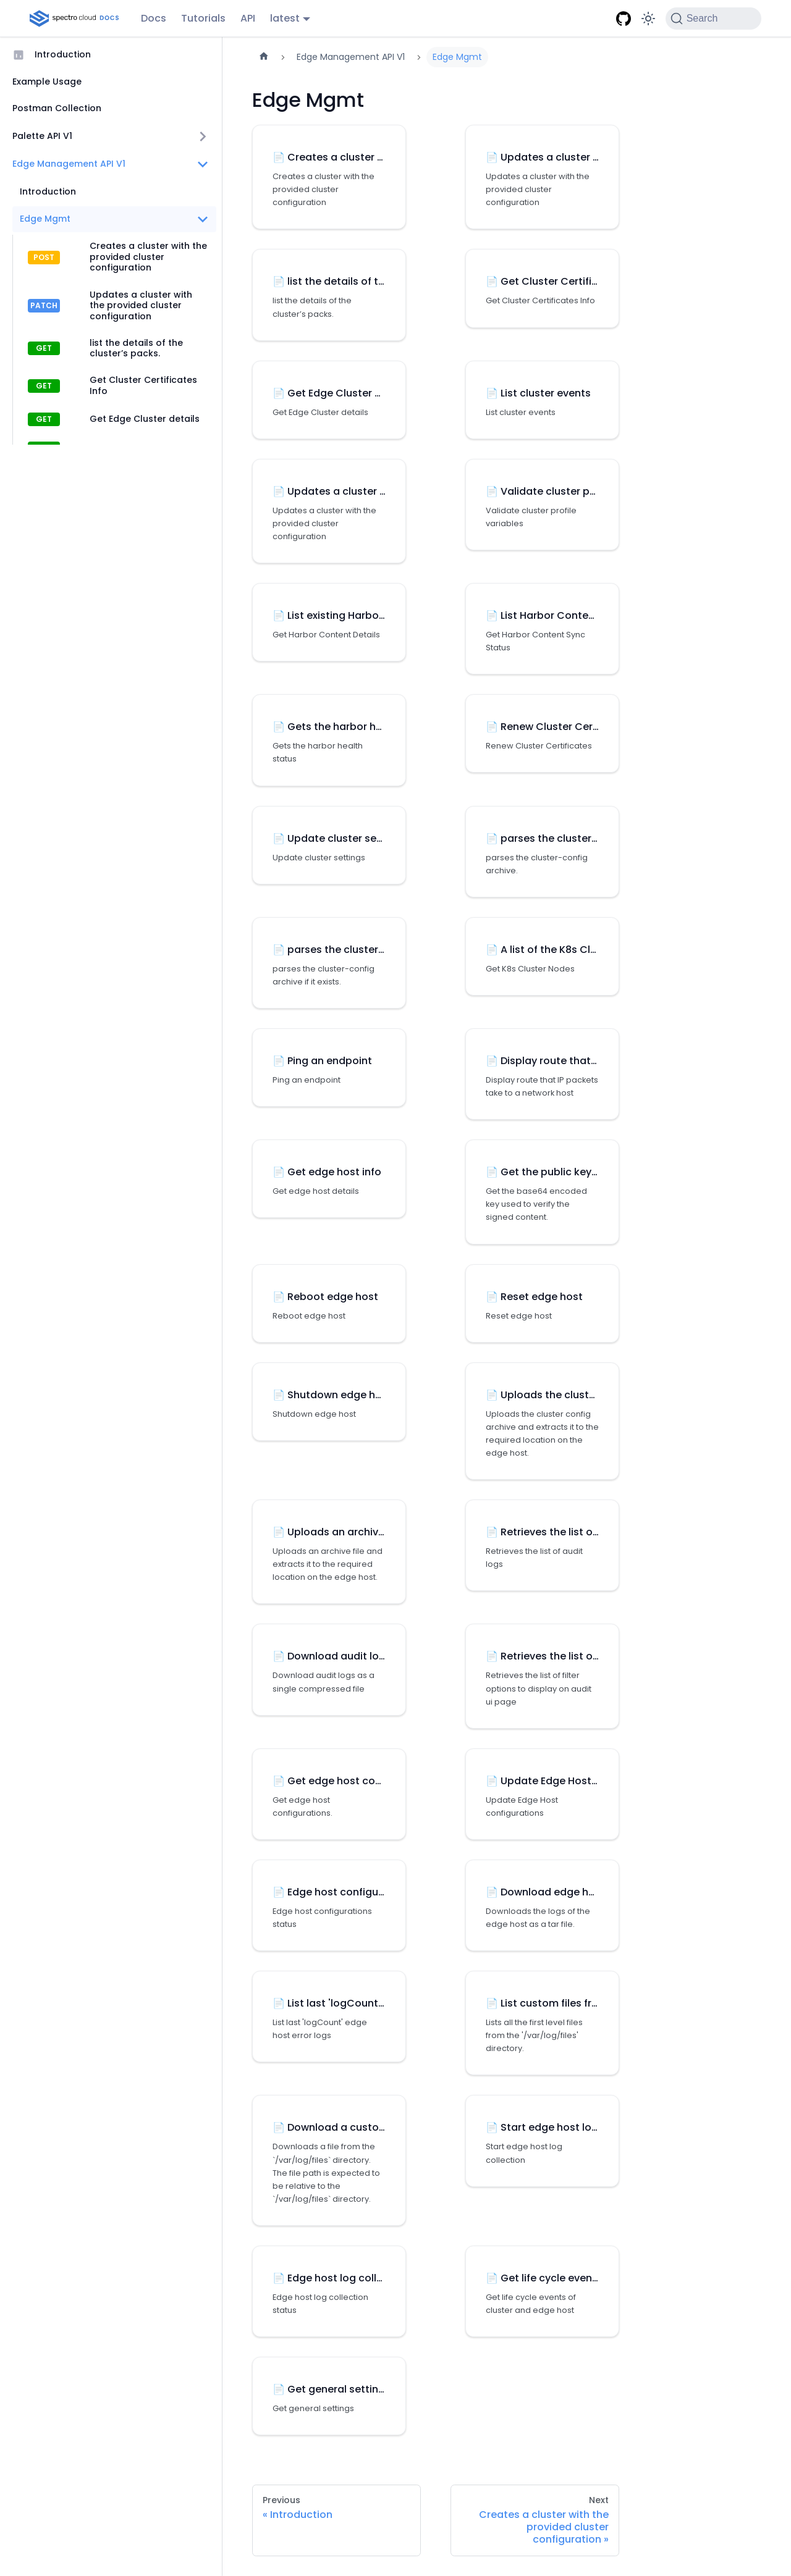 spectro cloud DOCS
Docs
Tutorials
API
latest
Search
Introduction
Example Usage
Postman Collection
Palette API V1
Edge Management API V1
Introduction
Edge Mgmt
POST
Creates a cluster with the
provided cluster
configuration
PATCH
Updates a cluster with
the provided cluster
configuration
GET
list the details of the
cluster's packs.
GET
Get Cluster Certificates
Info
GET
Get Edge Cluster details
Edge Management API V1
Edge Mgmt
Edge Mgmt
📄️ Creates a cluster ...
Creates a cluster with the
provided cluster
configuration
📄️ Updates a cluster ...
Updates a cluster with the
provided cluster
configuration
📄️ list the details of t...
list the details of the
cluster's packs.
📄️ Get Cluster Certifi...
Get Cluster Certificates Info
📄️ Get Edge Cluster ...
Get Edge Cluster details
📄️ List cluster events
List cluster events
📄️ Updates a cluster ...
Updates a cluster with the
provided cluster
configuration
📄️ Validate cluster p...
Validate cluster profile
variables
📄️ List existing Harbo...
Get Harbor Content Details
📄️ List Harbor Conte...
Get Harbor Content Sync
Status
📄️ Gets the harbor h...
Gets the harbor health
status
📄️ Renew Cluster Cer...
Renew Cluster Certificates
📄️ Update cluster se...
Update cluster settings
📄️ parses the cluster...
parses the cluster-config
archive.
📄️ parses the cluster...
parses the cluster-config
archive if it exists.
📄️ A list of the K8s Cl...
Get K8s Cluster Nodes
📄️ Ping an endpoint
Ping an endpoint
📄️ Display route that...
Display route that IP packets
take to a network host
📄️ Get edge host info
Get edge host details
📄️ Get the public key...
Get the base64 encoded
key used to verify the
signed content.
📄️ Reboot edge host
Reboot edge host
📄️ Reset edge host
Reset edge host
📄️ Shutdown edge h...
Shutdown edge host
📄️ Uploads the clust...
Uploads the cluster config
archive and extracts it to the
required location on the
edge host.
📄️ Uploads an archiv...
Uploads an archive file and
extracts it to the required
location on the edge host.
📄️ Retrieves the list o...
Retrieves the list of audit
logs
📄️ Download audit lo...
Download audit logs as a
single compressed file
📄️ Retrieves the list o...
Retrieves the list of filter
options to display on audit
ui page
📄️ Get edge host co...
Get edge host
configurations.
📄️ Update Edge Host...
Update Edge Host
configurations
📄️ Edge host configu...
Edge host configurations
status
📄️ Download edge h...
Downloads the logs of the
edge host as a tar file.
📄️ List last 'logCount...
List last 'logCount' edge
host error logs
📄️ List custom files fr...
Lists all the first level files
from the '/var/log/files'
directory.
📄️ Download a custo...
Downloads a file from the
`/var/log/files` directory.
The file path is expected to
be relative to the
`/var/log/files` directory.
📄️ Start edge host lo...
Start edge host log
collection
📄️ Edge host log coll...
Edge host log collection
status
📄️ Get life cycle even...
Get life cycle events of
cluster and edge host
📄️ Get general settin...
Get general settings
Previous
« Introduction
Next
Creates a cluster with the
provided cluster
configuration »